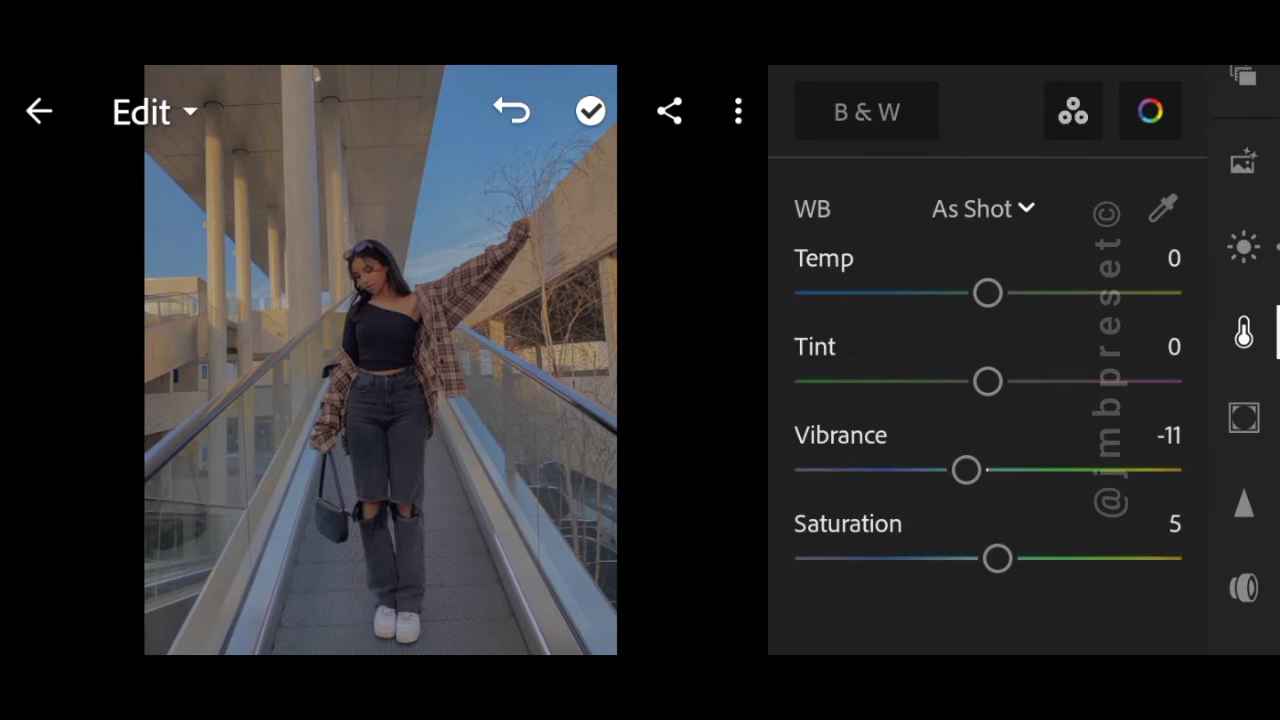 Edit
B & W
WB As Shot
Temp 0
Tint 0
Vibrance -11
Saturation 5
@jmbpreset©